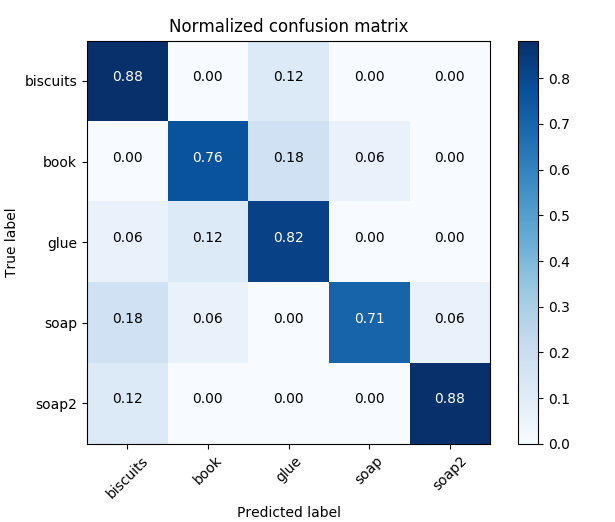 Normalized confusion matrix
True label
biscuits 0.88 0.00 0.12 0.00 0.00
book 0.00 0.76 0.18 0.06 0.00
glue 0.06 0.12 0.82 0.00 0.00
soap 0.18 0.06 0.00 0.71 0.06
soap2 0.12 0.00 0.00 0.00 0.88
biscuits book glue soap soap2
Predicted label
0.8
0.7
0.6
0.5
0.4
0.3
0.2
0.1
0.0